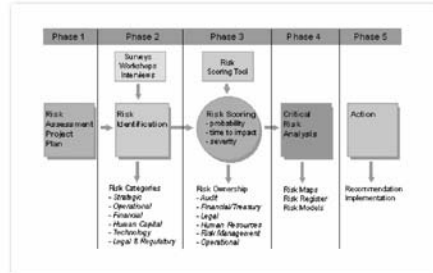 Phase 1
Phase 2
Phase 3
Phase 4
Phase 5
Surveys
Workshops
Interviews
Risk
Scoring Tool
Risk
Assessment
Project
Plan
Risk
Identification
Risk Scoring
- probability
- time to impact
- severity
Critical
Risk
Analysis
Action
Risk Categories
- Strategic
- Operational
- Financial
- Human Capital
- Technology
- Legal & Regulatory
Risk Ownership
- Audit
- Financial/Treasury
- Legal
- Human Resources
- Risk Management
- Operational
Risk Maps
Risk Register
Risk Models
Recommendation
Implementation